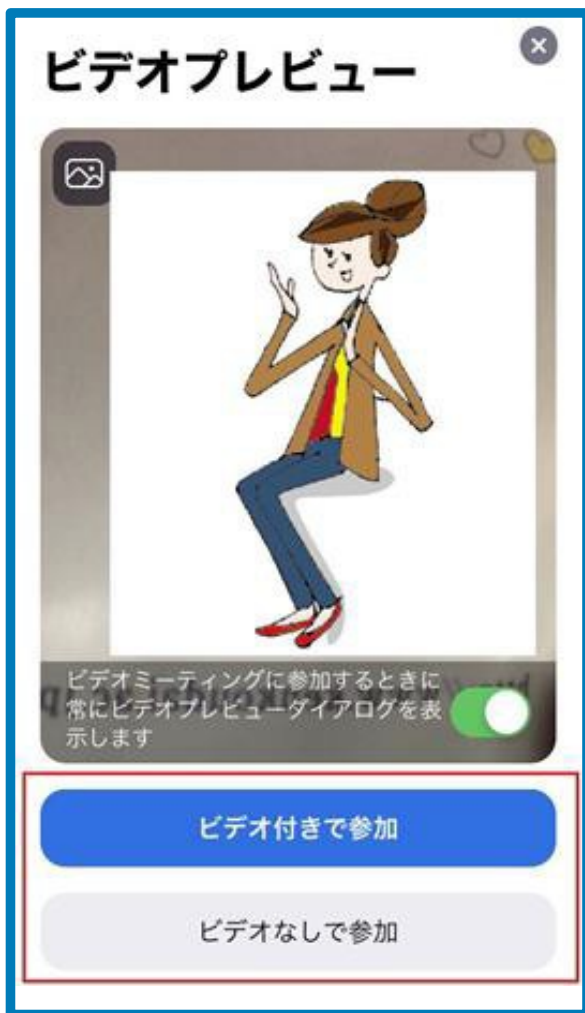 ビデオプレビュー
ビデオミーティングに参加するときに
常にビデオプレビューダイアログを表
示します
ビデオ付きで参加
ビデオなしで参加